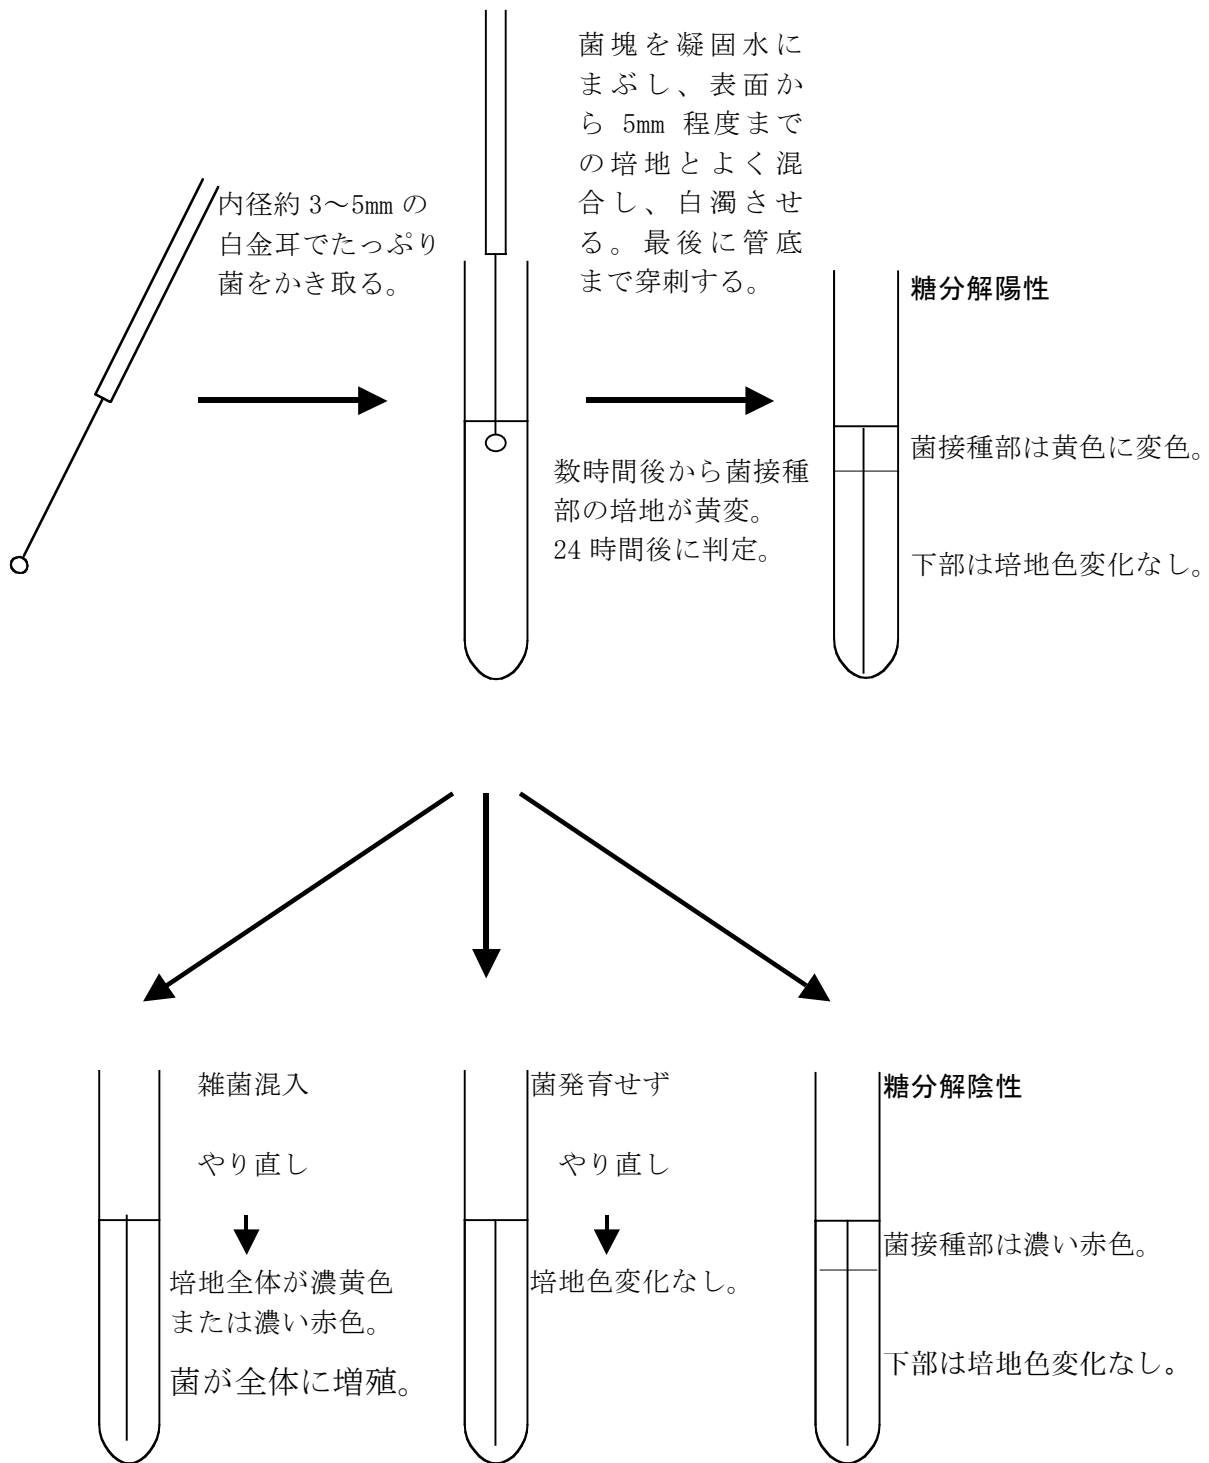 内径約 3～5mm の
白金耳でたっぷり
菌をかき取る。
菌塊を凝固水に
まぶし、表面か
ら 5mm 程度まで
の培地とよく混
合し、白濁させ
る。最後に管底
まで穿刺する。
数時間後から菌接種
部の培地が黄変。
24 時間後に判定。
糖分解陽性
菌接種部は黄色に変色。
下部は培地色変化なし。
雑菌混入
やり直し
培地全体が濃黄色
または濃い赤色。
菌が全体に増殖。
菌発育せず
やり直し
培地色変化なし。
糖分解陰性
菌接種部は濃い赤色。
下部は培地色変化なし。